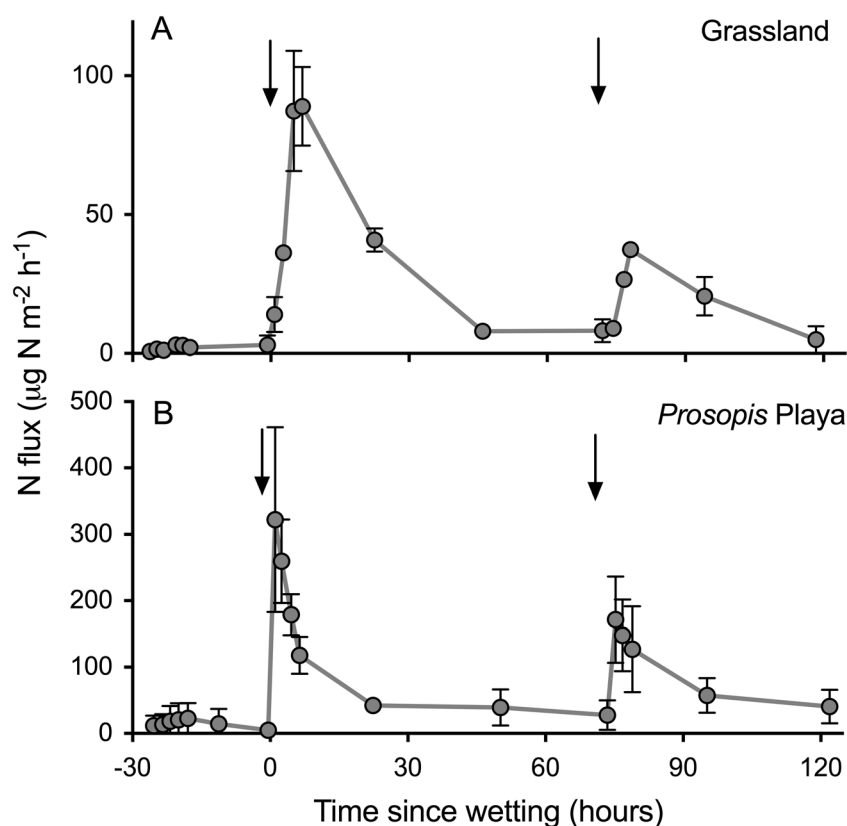 A
Grassland
100
50
0
N flux (µg N m-2 h-1)
B
Prosopis Playa
500
400
300
200
100
0
-30
0
30
60
90
120
Time since wetting (hours)